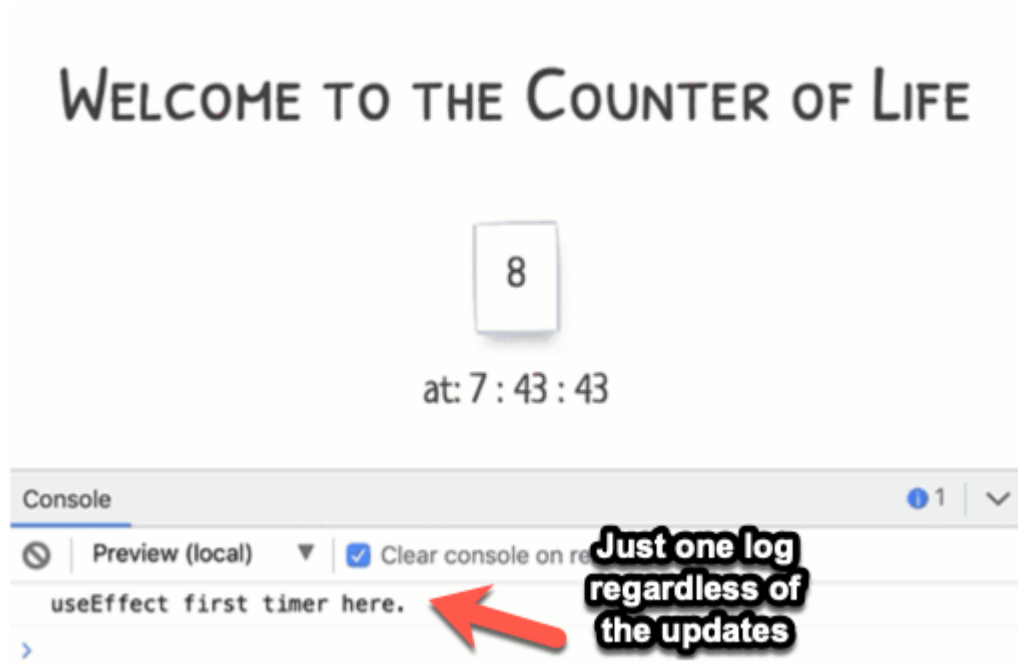 Welcome to the Counter of Life
8
at: 7 : 43 : 43
Console
1
Preview (local)
Clear console on re
Just one log
regardless of
the updates
useEffect first timer here.